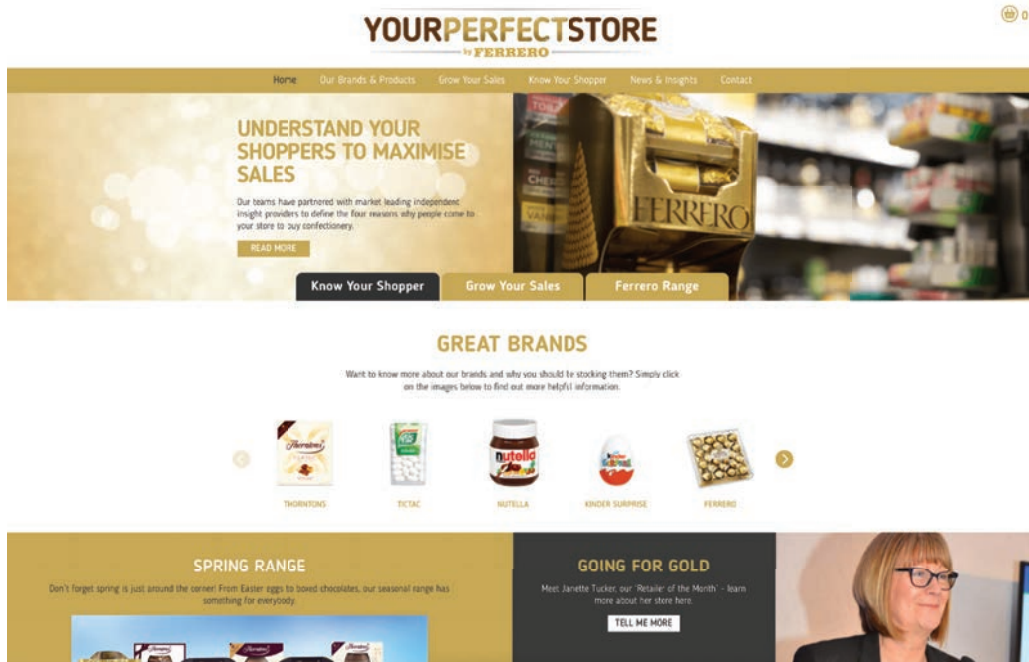 YOURPERFECTSTORE
by FERRERO
0
Home Our Brands & Products Grow Your Sales Know Your Shopper News & Insights Contact
UNDERSTAND YOUR
SHOPPERS TO MAXIMISE
SALES
Our teams have partnered with market leading independent
insight providers to define the four reasons why people come to
your store to buy confectionery.
READ MORE
FERRERO
Know Your Shopper Grow Your Sales Ferrero Range
GREAT BRANDS
Want to know more about our brands and why you should be stocking them? Simply click
on the images below to find out more helpful information.
Thorntons
nutella
THORNTONS TICTAC NUTELLA KINDER SURPRISE FERRERO
SPRING RANGE
Don't forget spring is just around the corner! From Easter eggs to boxed chocolates, our seasonal range has
something for everybody.
GOING FOR GOLD
Meet Janette Tucker, our 'Retailer of the Month' - learn
more about her store here.
TELL ME MORE